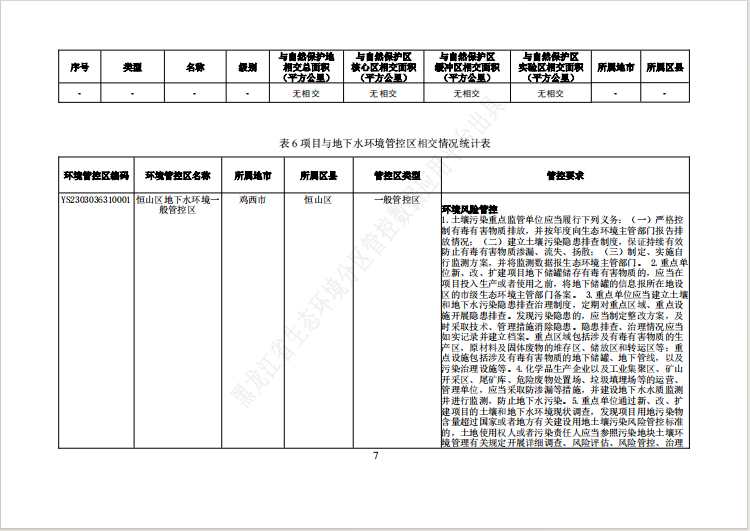 序号 类型 名称 级别 与自然保护地相交总面积（平方公里） 与自然保护区核心区相交面积（平方公里） 与自然保护区缓冲区相交面积（平方公里） 与自然保护区实验区相交面积（平方公里） 所属地市 所属区县
- - - - 无相交 无相交 无相交 无相交 - -
表 6 项目与地下水环境管控区相交情况统计表
环境管控区编码 环境管控区名称 所属地市 所属区县 管控区类型 管控要求
YS2303036310001 恒山区地下水环境一般管控区 鸡西市 恒山区 一般管控区
环境风险管控
1.土壤污染重点监管单位应当履行下列义务：（一）严格控
制有毒有害物质排放，并按年度向生态环境主管部门报告排
放情况；（二）建立土壤污染隐患排查制度，保证持续有效
防止有毒有害物质渗漏、流失、扬散；（三）制定、实施自
行监测方案，并将监测数据报生态环境主管部门。 2.重点单
位新、改、扩建项目地下储罐储存有毒有害物质的，应当在
项目投入生产或者使用之前，将地下储罐的信息报所在地设
区的市级生态环境主管部门备案。 3.重点单位应当建立土壤
和地下水污染隐患排查治理制度，定期对重点区域、重点设
施开展隐患排查。发现污染隐患的，应当制定整改方案，及
时采取技术、管理措施消除隐患。隐患排查、治理情况应当
如实记录并建立档案。重点区域包括涉及有毒有害物质的生
产区，原材料及固体废物的堆存区、储放区和转运区等；重
点设施包括涉及有毒有害物质的地下储罐、地下管线，以及
污染治理设施等。4.化学品生产企业以及工业集聚区、矿山
开采区、尾矿库、危险废物处置场、垃圾填埋场等的运营、
管理单位，应当采取防渗漏等措施，并建设地下水水质监测
井进行监测，防止地下水污染。5.重点单位通过新、改、扩
建项目的土壤和地下水环境现状调查，发现项目用地污染物
含量超过国家或者地方有关建设用地土壤污染风险管控标准
的，土地使用权人或者污染责任人应当参照污染地块土壤环
境管理有关规定开展详细调查、风险评估、风险管控、治理
黑龙江省生态环境分区管控数据应用平台出具
7